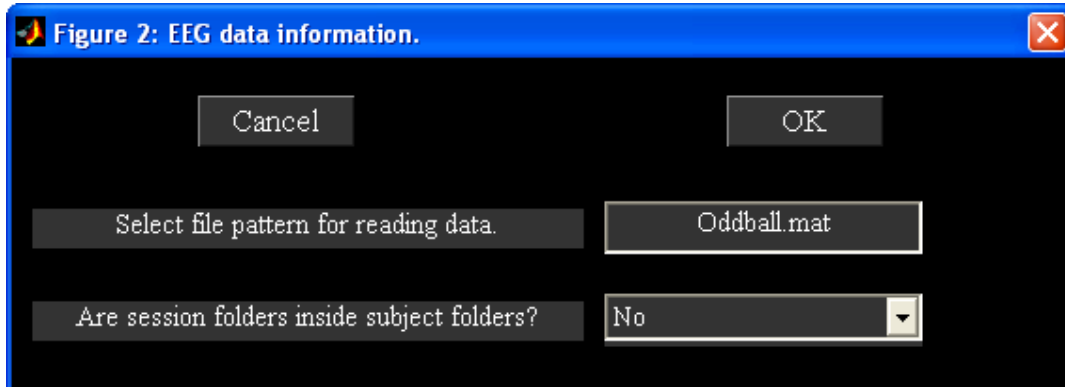 Figure 2: EEG data information.
Cancel
OK
Select file pattern for reading data.
Oddball.mat
Are session folders inside subject folders?
No